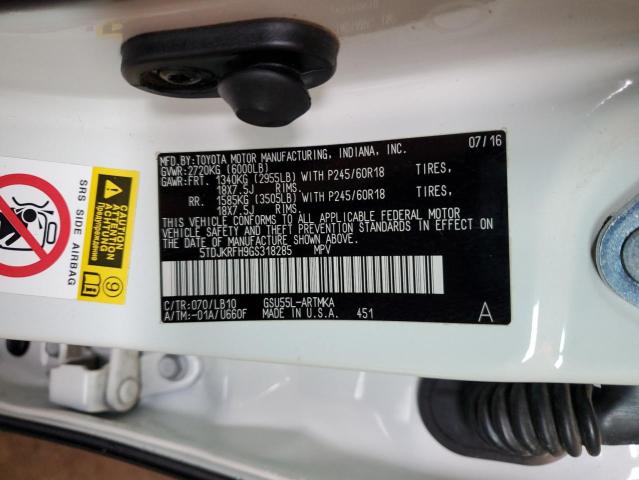 MFD.BY:TOYOTA MOTOR MANUFACTURING, INDIANA, INC. 07/16
GVWR:2720KG (6000LB)
GAWR:FRT. 1340KG (2955LB) WITH P245/60R18 TIRES,
18X7.5J RIMS.
RR. 1585KG (3505LB) WITH P245/60R18 TIRES,
18X7.5J RIMS
THIS VEHICLE CONFORMS TO ALL APPLICABLE FEDERAL MOTOR
VEHICLE SAFETY AND THEFT PREVENTION STANDARDS IN EFFECT ON
THE DATE OF MANUFACTURE SHOWN ABOVE.
5TDJKRFH9GS318285 MPV
C/TR:070/LB10 GSU55L-ARTMKA
A/TM:-01A/U660F MADE IN U.S.A. 451
A
SRS SIDE AIRBAG
CAUTION
ATTENTION
9